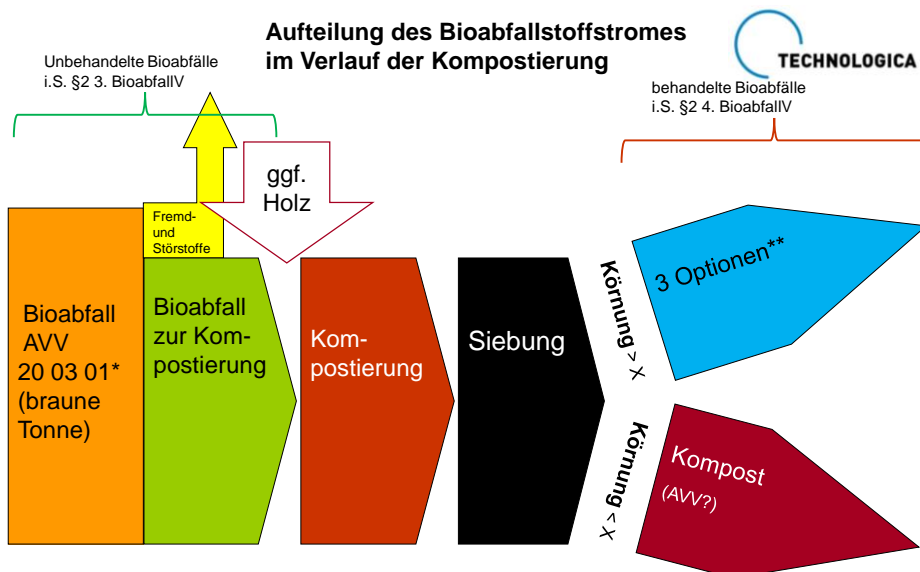 Aufteilung des Bioabfallstoffstromes
im Verlauf der Kompostierung
TECHNOLOGICA
Unbehandelte Bioabfälle
i.S. §2 3. BioabfallV
behandelte Bioabfälle
i.S. §2 4. BioabfallV
ggf.
Holz
Fremd-
und
Störstoffe
Bioabfall
AVV
20 03 01*
(braune
Tonne)
Bioabfall
zur Kom-
postierung
Kom-
postierung
Siebung
Körnung > X
3 Optionen**
Körnung < X
Kompost
(AVV?)